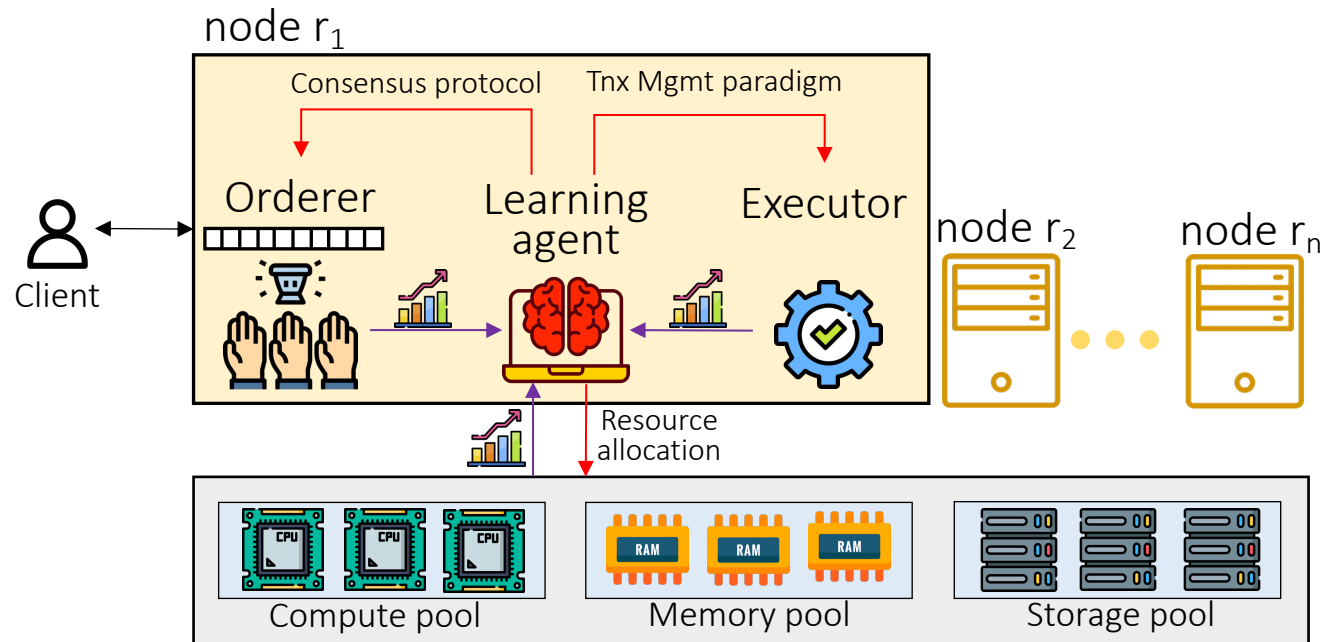 node r₁
Consensus protocol
Tnx Mgmt paradigm
Orderer
Learning
agent
Executor
node r₂
node rₙ
Client
Resource
allocation
CPU
CPU
CPU
RAM
RAM
RAM
Compute pool
Memory pool
Storage pool